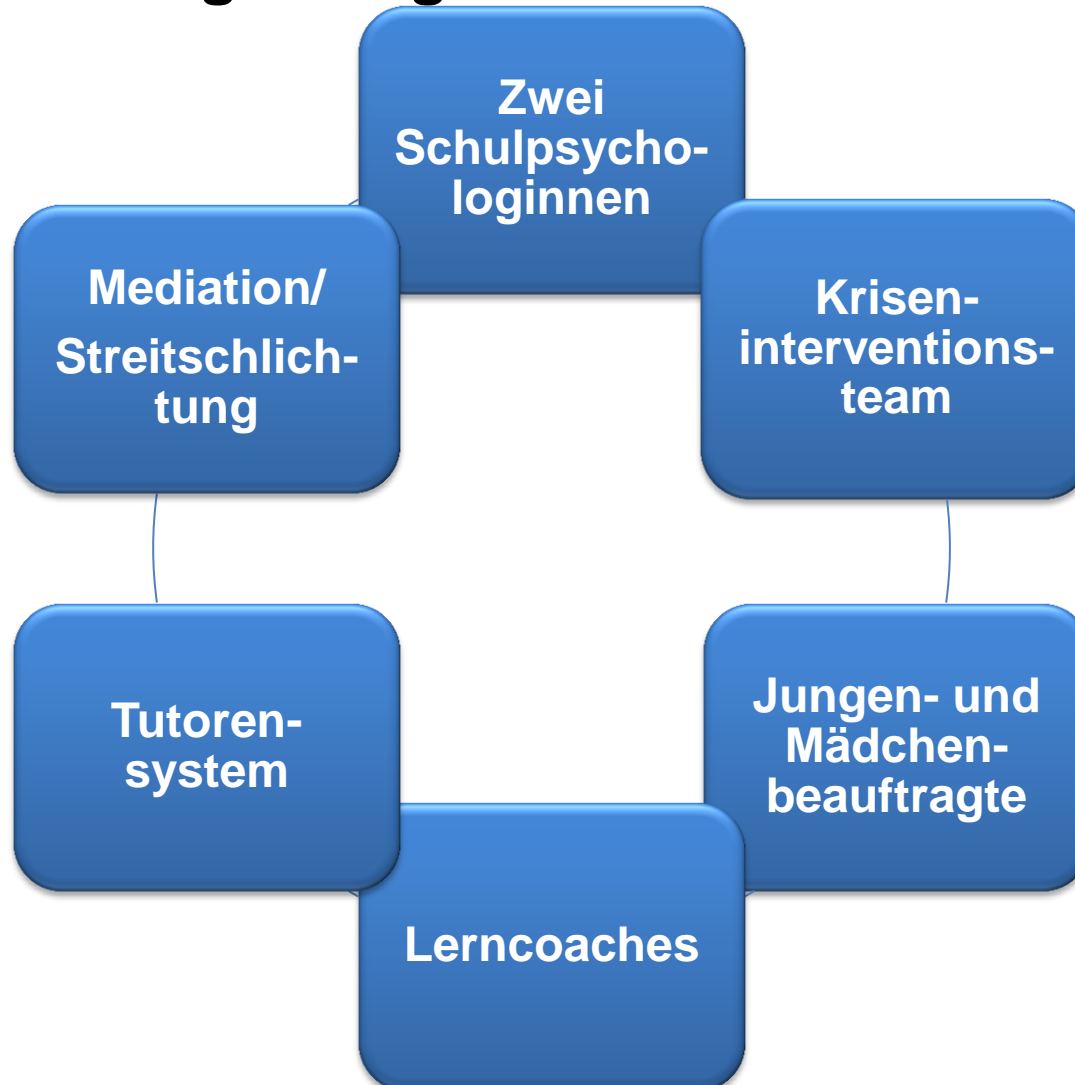 Zwei
Schulpsycho-
loginnen
Krisen-
interventions-
team
Jungen- und
Mädchen-
beauftragte
Lerncoaches
Tutoren-
system
Mediation/
Streitschlich-
tung